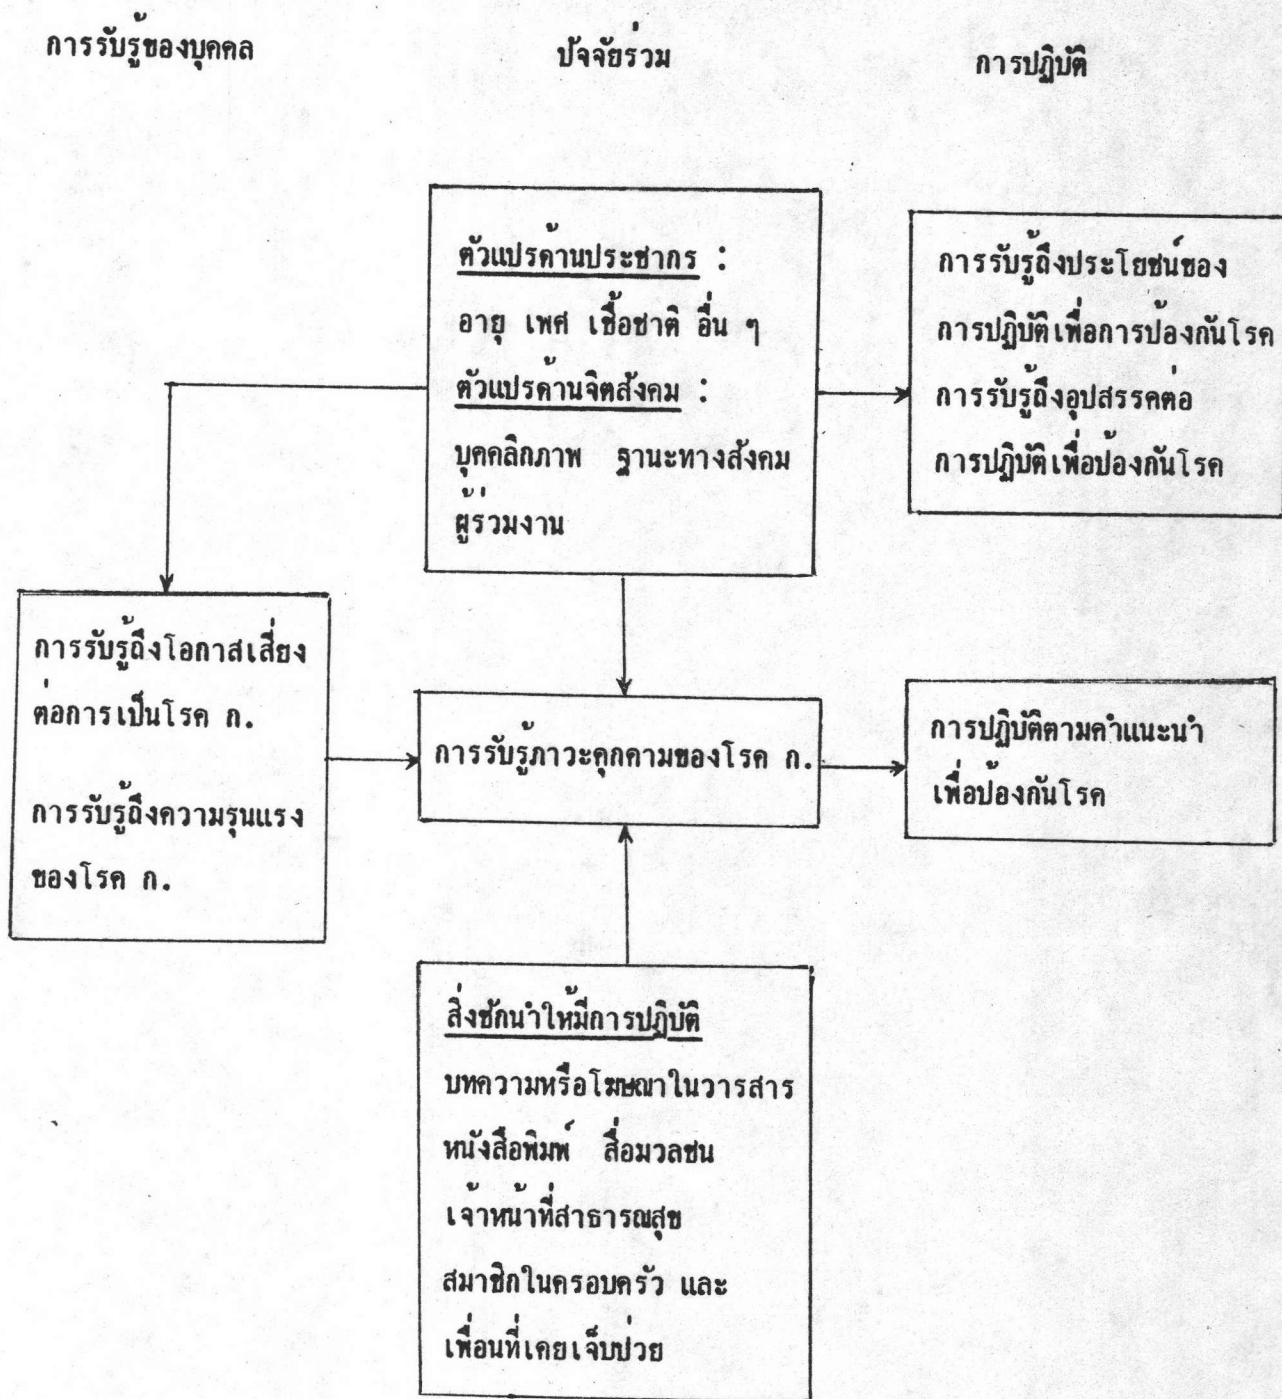 การรับรู้ของบุคคล
ปัจจัยร่วม
การปฏิบัติ
ตัวแปรด้านประชากร :
อายุ เพศ เชื้อชาติ อื่น ๆ
ตัวแปรด้านจิตสังคม :
บุคคลิกภาพ ฐานะทางสังคม
ผู้ร่วมงาน
การรับรู้ถึงประโยชน์ของ
การปฏิบัติเพื่อการป้องกันโรค
การรับรู้ถึงอุปสรรคต่อ
การปฏิบัติเพื่อป้องกันโรค
การรับรู้ถึงโอกาสเสี่ยง
ต่อการเป็นโรค ก.
การรับรู้ถึงความรุนแรง
ของโรค ก.
การรับรู้ภาวะคุกคามของโรค ก.
การปฏิบัติตามคำแนะนำ
เพื่อป้องกันโรค
สิ่งชักนำให้มีการปฏิบัติ
บทความหรือโฆษณาในวารสาร
หนังสือพิมพ์ สื่อมวลชน
เจ้าหน้าที่สาธารณสุข
สมาชิกในครอบครัว และ
เพื่อนที่เคยเจ็บป่วย